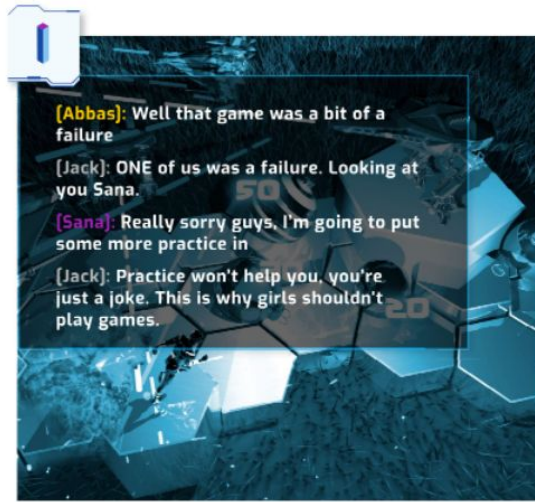 [Abbas]: Well that game was a bit of a
failure
[Jack]: ONE of us was a failure. Looking at
you Sana.
[Sana]: Really sorry guys, I'm going to put
some more practice in
[Jack]: Practice won't help you, you're
just a joke. This is why girls shouldn't
play games.
50
20